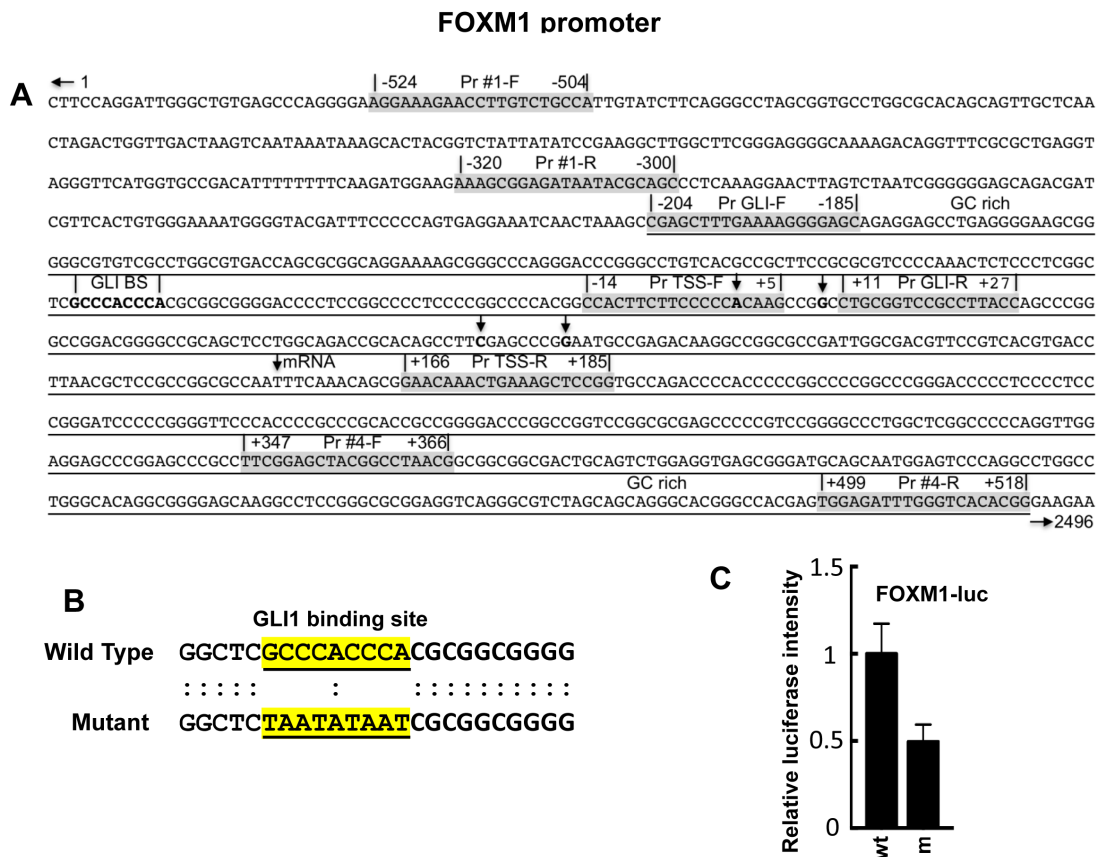 FOXM1 promoter
A
← 1
|-524 Pr #1-F -504|
CTTCCAGGATTGGGCTGTGAGCCCAGGGGAAGGAAAGAACCTTGTCTGCCATTGTATCTTCAGGGCCTAGCGGTGCCTGGCGCACAGCAGTTGCTCAA
CTAGACTGGTTGACTAAGTCAATAAATAAAGCACTACGGTCTATTATATCCGAAGGCTTGGCTTCGGGAGGGGCAAAAGACAGGTTTCGCGCTGAGGT
|-320 Pr #1-R -300|
AGGGTTCATGGTGCCGACATTTTTTTTCAAGATGGAAGAAAGCGGAGATAATACGCAGCCCTCAAAGGAACTTAGTCTAATCGGGGGGAGCAGACGAT
|-204 Pr GLI-F -185| GC rich
CGTTCACTGTGGGAAAATGGGGTACGATTTCCCCCAGTGAGGAAATCAACTAAAGCCGAGCTTTGAAAAGGGGAGCAGAGGAGCCTGAGGGGAAGCGG
GGGCGTGTCGCCTGGGCGTGACCAGCGCGGCAGGAAAAGCGGGCCCAGGGACCCGGGCCTGTCACGCCGCTTCCGCGCGTCCCCAAACTCTCCCTCGGC
| GLI BS | |-14 Pr TSS-F +5| |+11 Pr GLI-R +27|
TCGCCCACCCACGCGGCGGGGACCCCTCCGGCCCCTCCCCGGCCCCACGGCCACTTCTTCCCCCACAAGCCGGCCTGCGGTCCGCCTTACCAGCCCGG
GCCGGACGGGGCCGCAGCTCCTGGCAGACCGCACAGCCTTCGAGCCCGGAATGCCGAGACAAGGCCGGCGCCGATTGGCGACGTTCCGTCACGTGACC
mRNA |+166 Pr TSS-R +185|
TTAACGCTCCGCCGGCGCCAATTTCAAACAGCGGAACAAACTGAAAGCTCCGGTGCCAGACCCCACCCCCGGCCCCGGCCCGGGACCCCCTCCCCTCC
CGGGATCCCCCGGGGTTCCCACCCCGCCCGCACCGCCGGGGACCCGGCCGGTCCGGCGCGAGCCCCCGTCCGGGGCCCTGGCTCGGCCCCCAGGTTGG
|+347 Pr #4-F +366|
AGGAGCCCGGAGCCCGCCTTCGGAGCTACGGCCTAACGGCGGCGGCGACTGCAGTCTGGAGGTGAGCGGGATGCAGCAATGGAGTCCCAGGCCTGGCC
GC rich |+499 Pr #4-R +518|
TGGGCACAGGCGGGGAGCAAGGCCTCCGGGCGCGGAGGTCAGGGCGTCTAGCAGCAGGGCACGGGCCACGAGTGGAGATTTGGGTCACACGGGAAGAA
→2496
B
GLI1 binding site
Wild Type GGCTCGCCCACCCACGCGGCGGGG
: : : : : : : : : : : : : : : :
Mutant GGCTCTAATATAATCGCGGCGGGG
C
FOXM1-luc
Relative luciferase intensity
1.5
1
0.5
0
wt
m